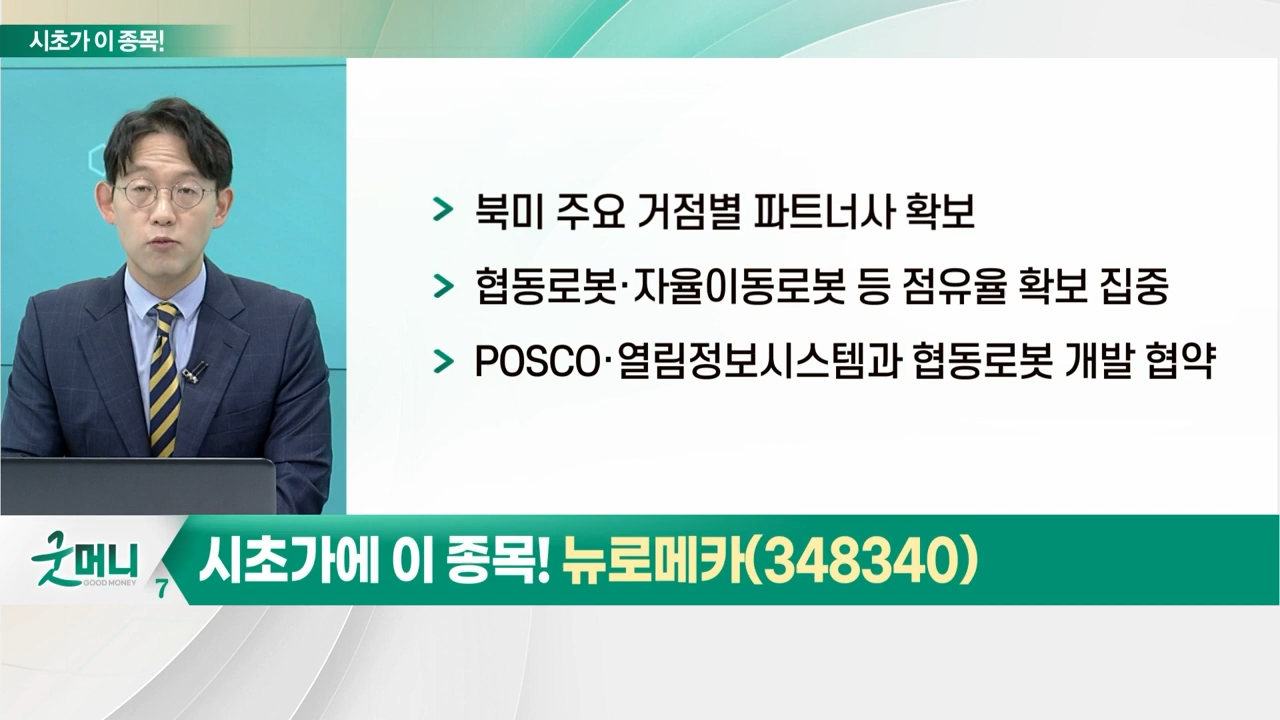 시초가 이 종목!
> 북미 주요 거점별 파트너사 확보
> 협동로봇·자율이동로봇 등 점유율 확보 집중
> POSCO·열림정보시스템과 협동로봇 개발 협약
굿머니
GOOD MONEY
7
시초가에 이 종목! 뉴로메카(348340)